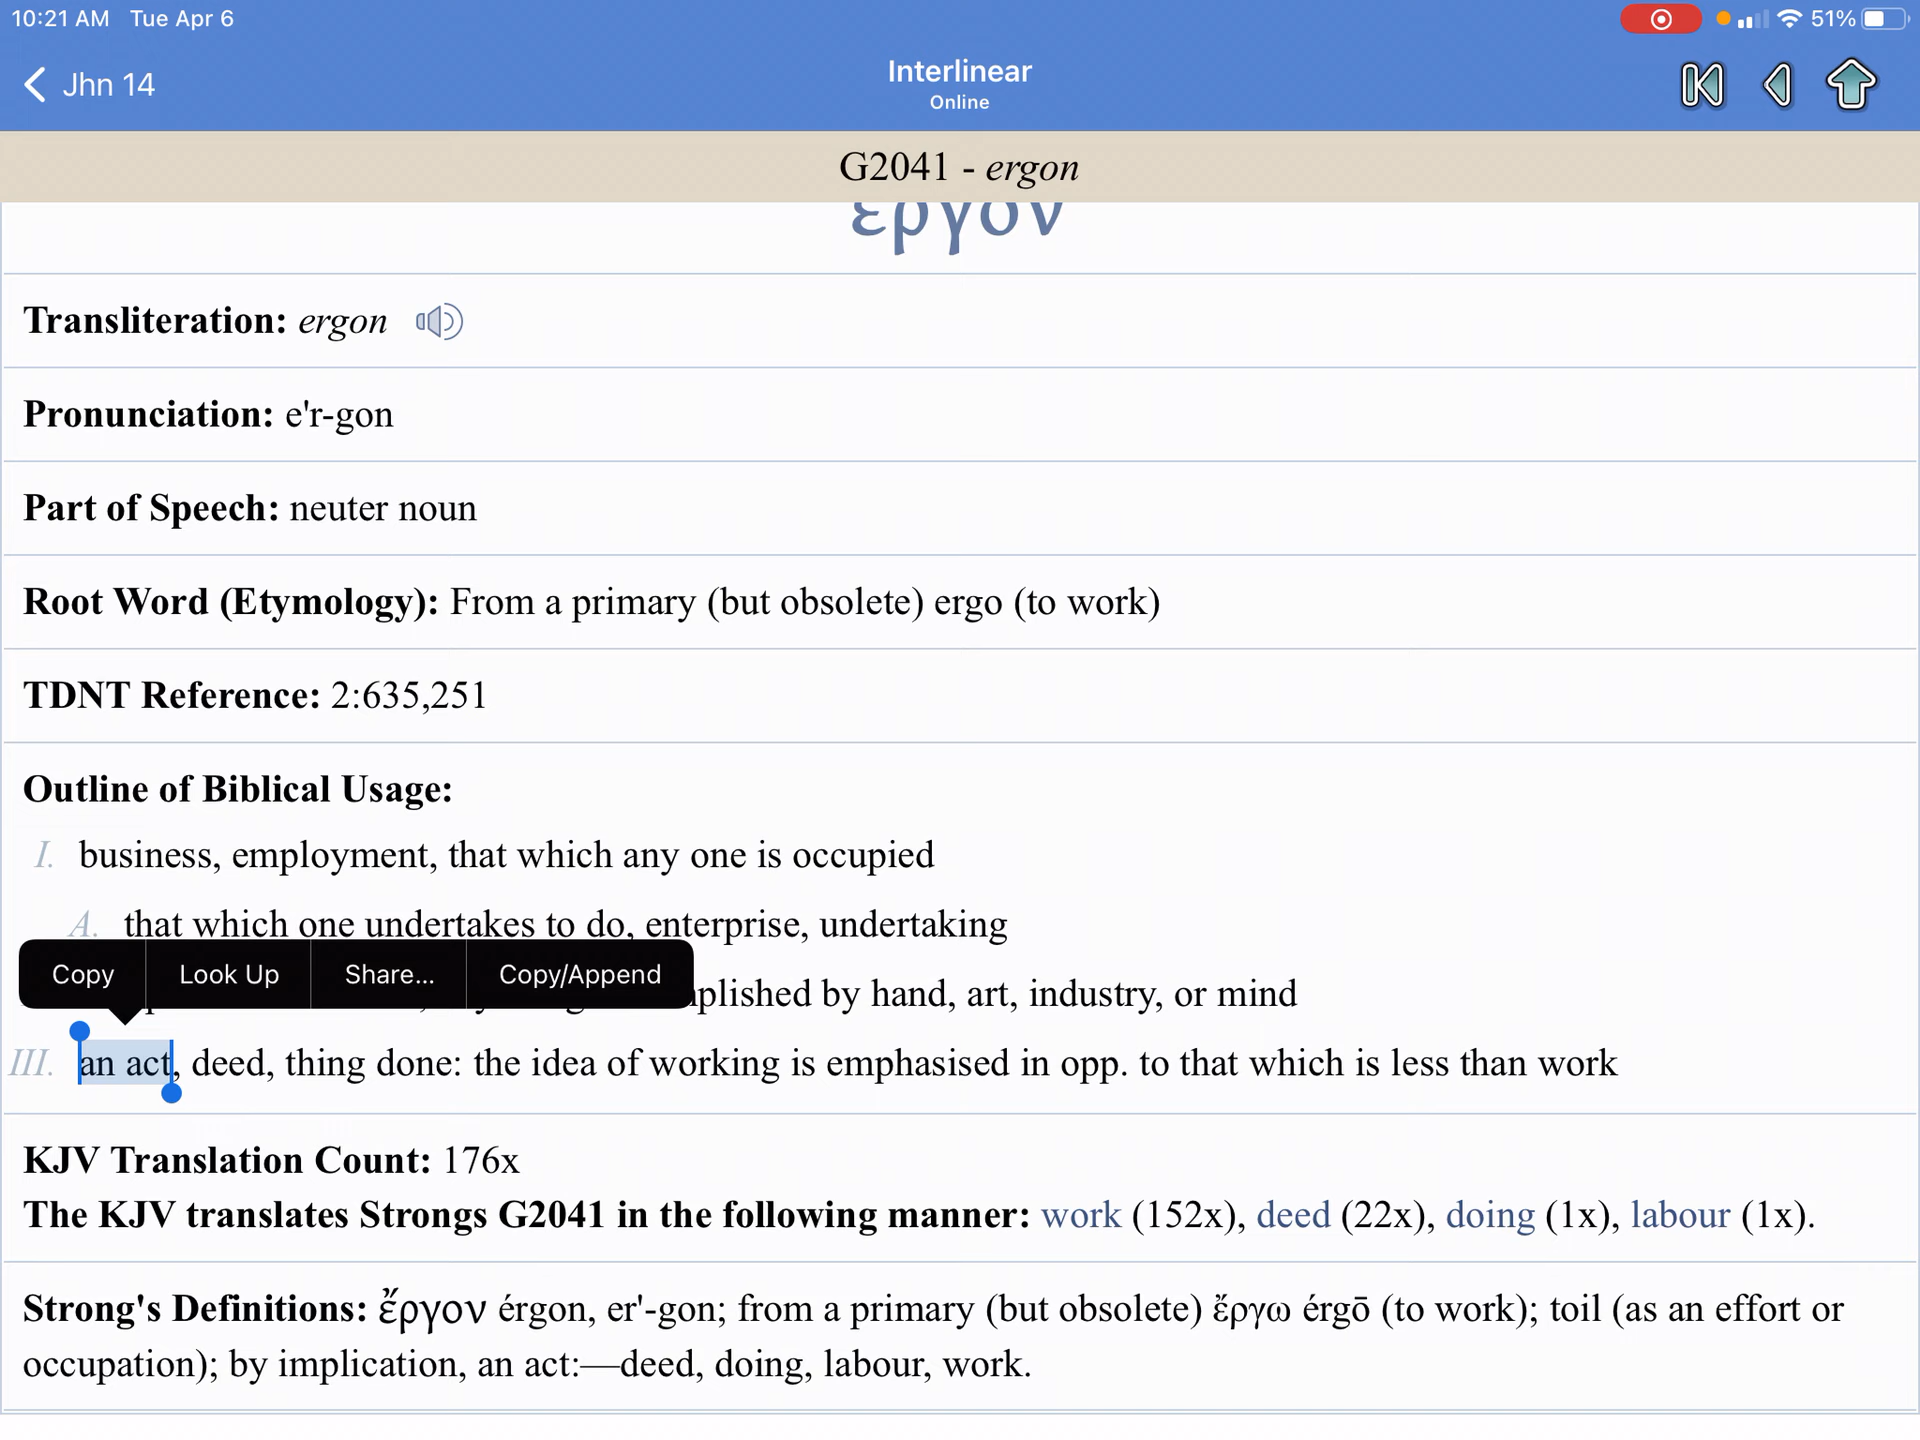 10:21 AM Tue Apr 6 51%
Jhn 14
Interlinear
Online
G2041 - ergon
Transliteration: ergon
Pronunciation: e'r-gon
Part of Speech: neuter noun
Root Word (Etymology): From a primary (but obsolete) ergo (to work)
TDNT Reference: 2:635,251
Outline of Biblical Usage:
I. business, employment, that which any one is occupied
A. that which one undertakes to do, enterprise, undertaking
Copy Look Up Share... Copy/Append
by hand, art, industry, or mind
III. an act, deed, thing done: the idea of working is emphasised in opp. to that which is less than work
KJV Translation Count: 176x
The KJV translates Strongs G2041 in the following manner: work (152x), deed (22x), doing (1x), labour (1x).
Strong's Definitions: ἔργον érgon, er'-gon; from a primary (but obsolete) ἔργω érgō (to work); toil (as an effort or
occupation); by implication, an act:—deed, doing, labour, work.